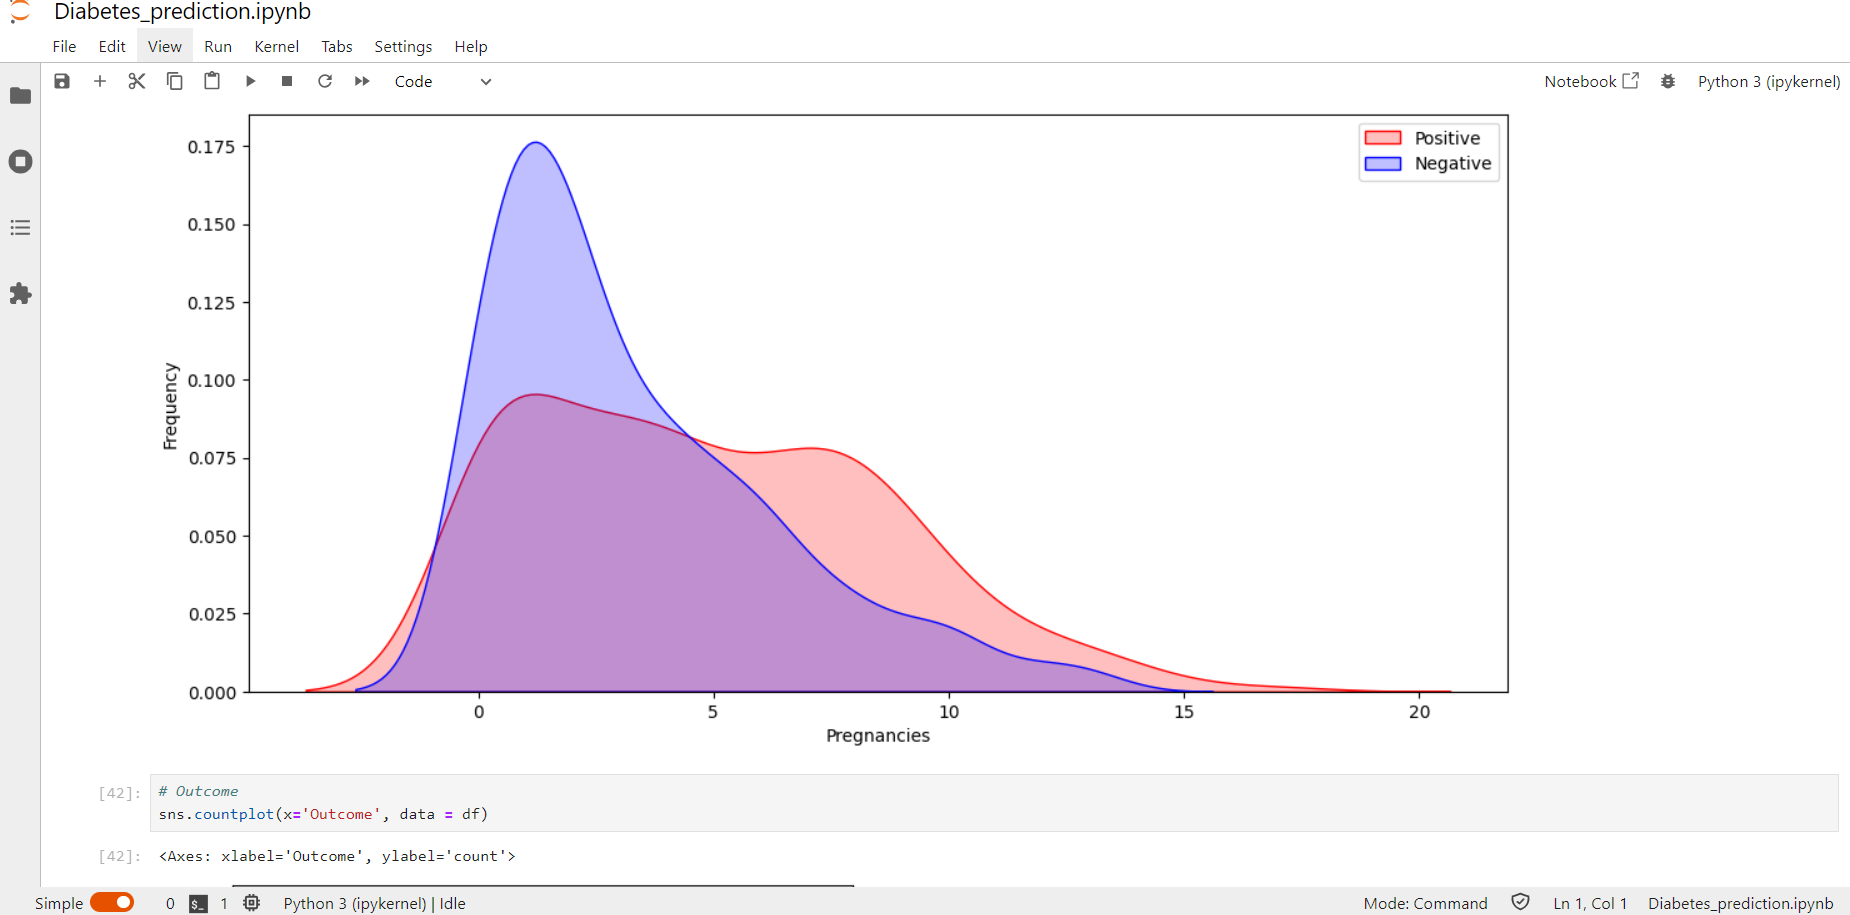 Diabetes_prediction.ipynb
File Edit View Run Kernel Tabs Settings Help
Code Notebook Python 3 (ipykernel)
Positive
Negative
0.175
0.150
0.125
0.100
0.075
0.050
0.025
0.000
Frequency
0 5 10 15 20
Pregnancies
[42]: # Outcome
sns.countplot(x='Outcome', data = df)
[42]: <Axes: xlabel='Outcome', ylabel='count'>
Simple 0 $_ 1 Python 3 (ipykernel) | Idle Mode: Command Ln 1, Col 1 Diabetes_prediction.ipynb